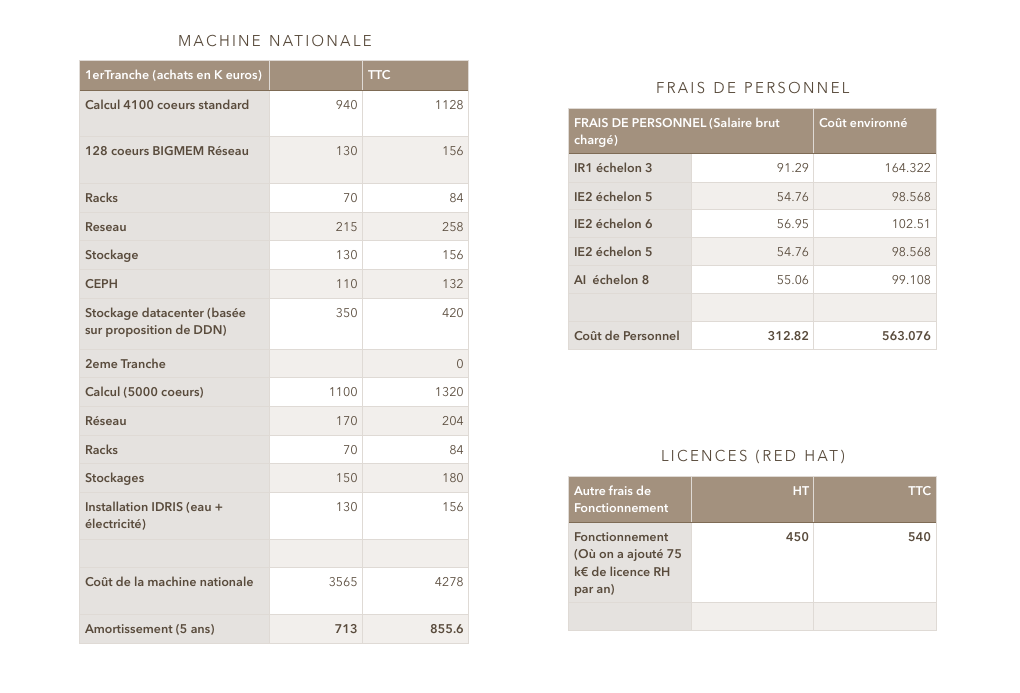 MACHINE NATIONALE
1erTranche (achats en K euros) TTC
Calcul 4100 coeurs standard 940 1128
128 coeurs BIGMEM Réseau 130 156
Racks 70 84
Reseau 215 258
Stockage 130 156
CEPH 110 132
Stockage datacenter (basée 350 420
sur proposition de DDN)
2eme Tranche 0
Calcul (5000 coeurs) 1100 1320
Réseau 170 204
Racks 70 84
Stockages 150 180
Installation IDRIS (eau + 130 156
électricité)
Coût de la machine nationale 3565 4278
Amortissement (5 ans) 713 855.6
FRAIS DE PERSONNEL
FRAIS DE PERSONNEL (Salaire brut Coût environné
chargé)
IR1 échelon 3 91.29 164.322
IE2 échelon 5 54.76 98.568
IE2 échelon 6 56.95 102.51
IE2 échelon 5 54.76 98.568
AI échelon 8 55.06 99.108
Coût de Personnel 312.82 563.076
LICENCES (RED HAT)
Autre frais de HT TTC
Fonctionnement
Fonctionnement 450 540
(Où on a ajouté 75
k€ de licence RH
par an)